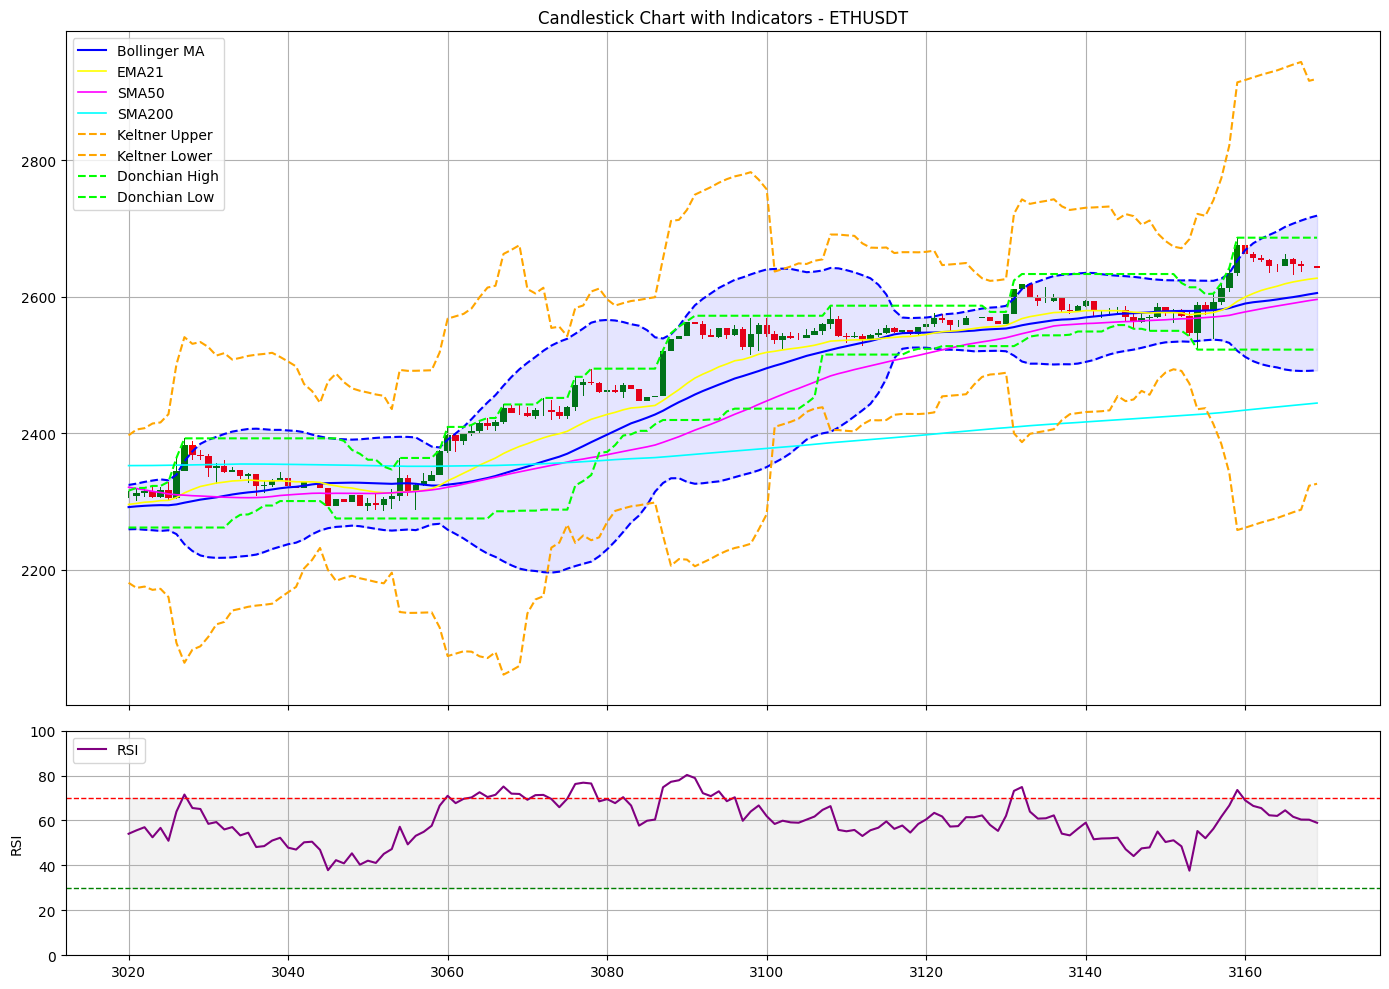 Candlestick Chart with Indicators - ETHUSDT
Bollinger MA
EMA21
SMA50
SMA200
Keltner Upper
Keltner Lower
Donchian High
Donchian Low
2800
2600
2400
2200
RSI
100
80
60
40
20
0
RSI
3020
3040
3060
3080
3100
3120
3140
3160